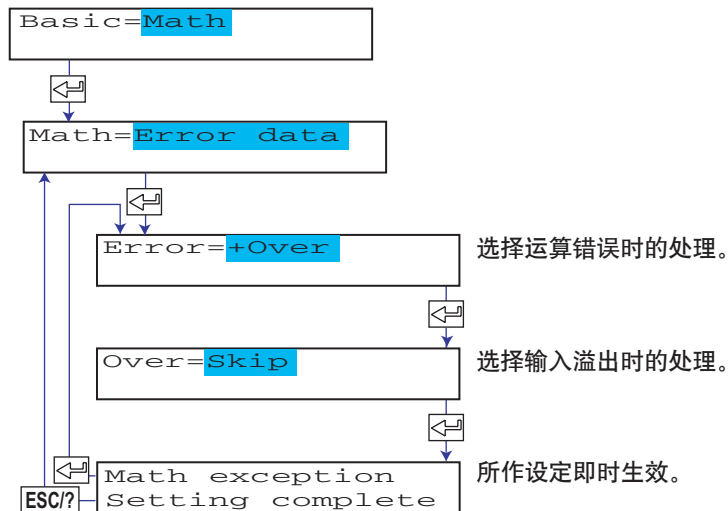 Basic=Math
Math=Error data
Error=+Over
选择运算错误时的处理。
Over=Skip
选择输入溢出时的处理。
Math exception
所作设定即时生效。
ESC/?
Setting complete